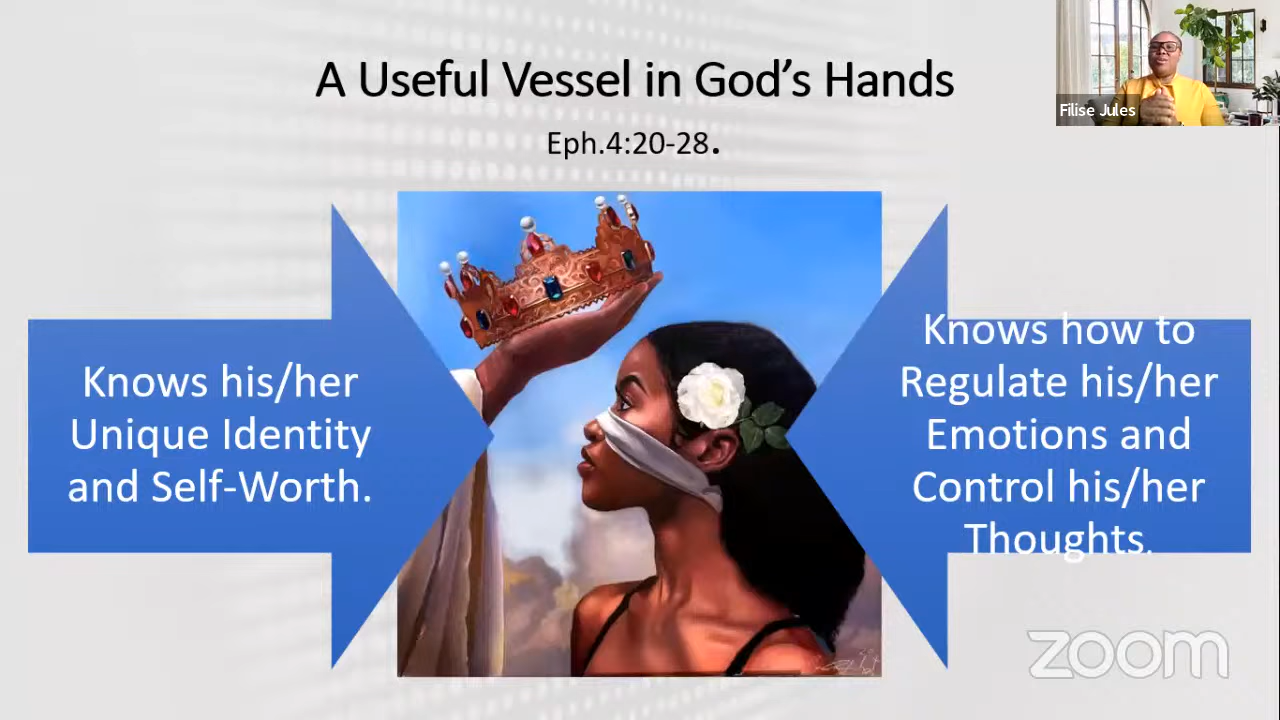 A Useful Vessel in God’s Hands
Eph.4:20-28.
Filise Jules
Knows his/her
Unique Identity
and Self-Worth.
Knows how to
Regulate his/her
Emotions and
Control his/her
Thoughts.
zoom